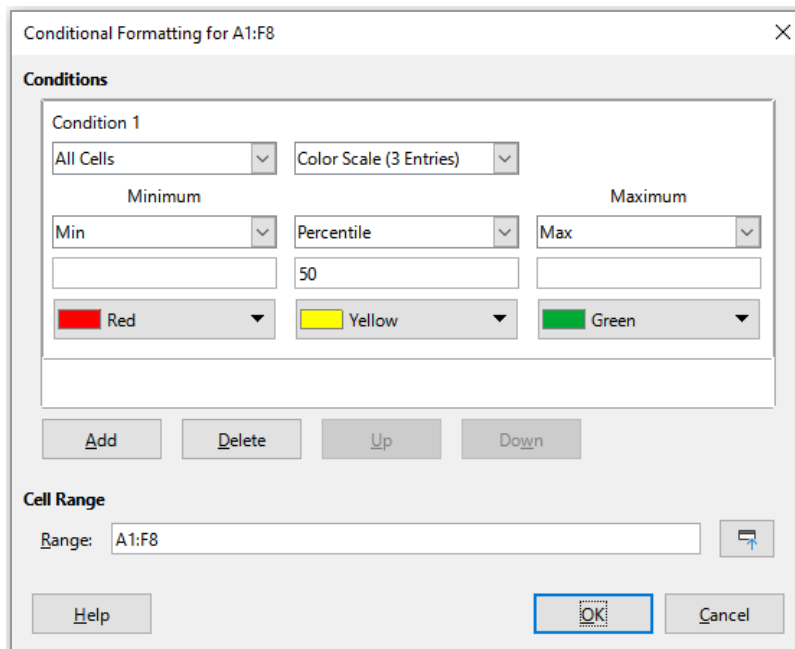 Conditional Formatting for A1:F8
Conditions
Condition 1
All Cells Color Scale (3 Entries)
Minimum Maximum
Min Percentile Max
50
Red Yellow Green
Add Delete Up Down
Cell Range
Range: A1:F8
Help OK Cancel